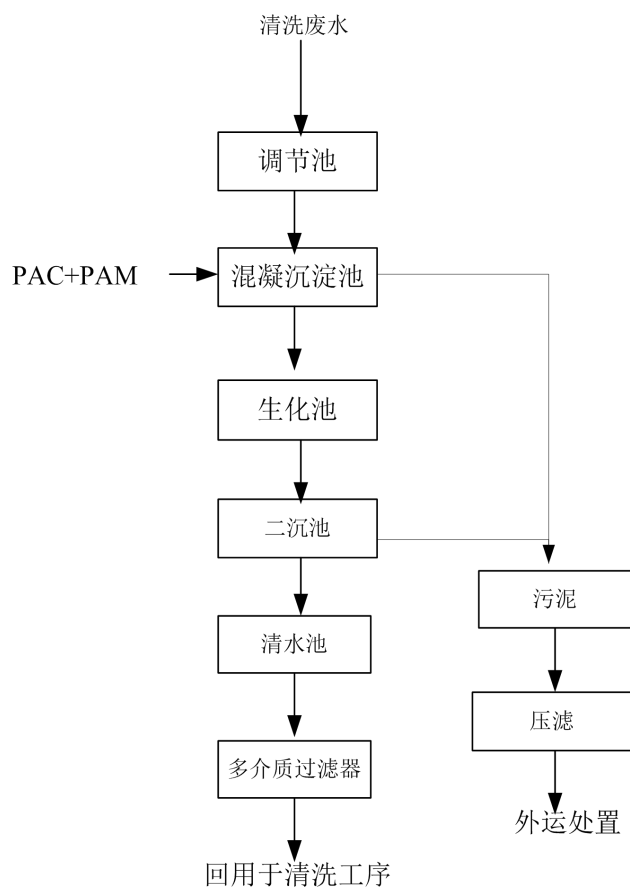 清洗废水
调节池
PAC+PAM
混凝沉淀池
生化池
二沉池
污泥
清水池
压滤
多介质过滤器
外运处置
回用于清洗工序